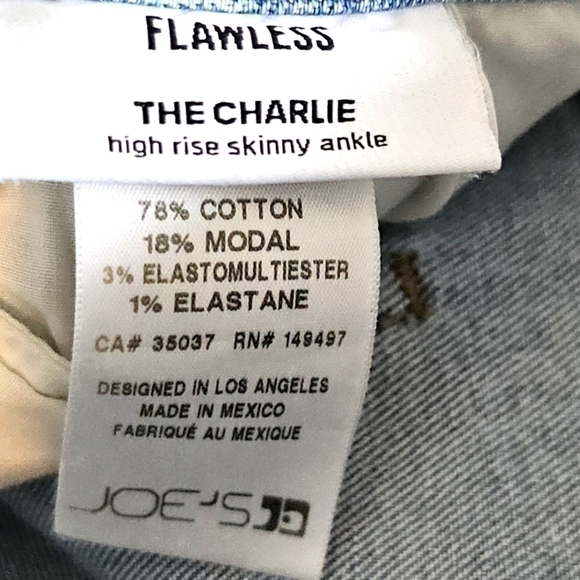 FLAWLESS
THE CHARLIE
high rise skinny ankle
78% COTTON
18% MODAL
3% ELASTOMULTIESTER
1% ELASTANE
CA# 35037 RN# 149497
DESIGNED IN LOS ANGELES
MADE IN MEXICO
FABRIQUÉ AU MEXIQUE
JOE'S